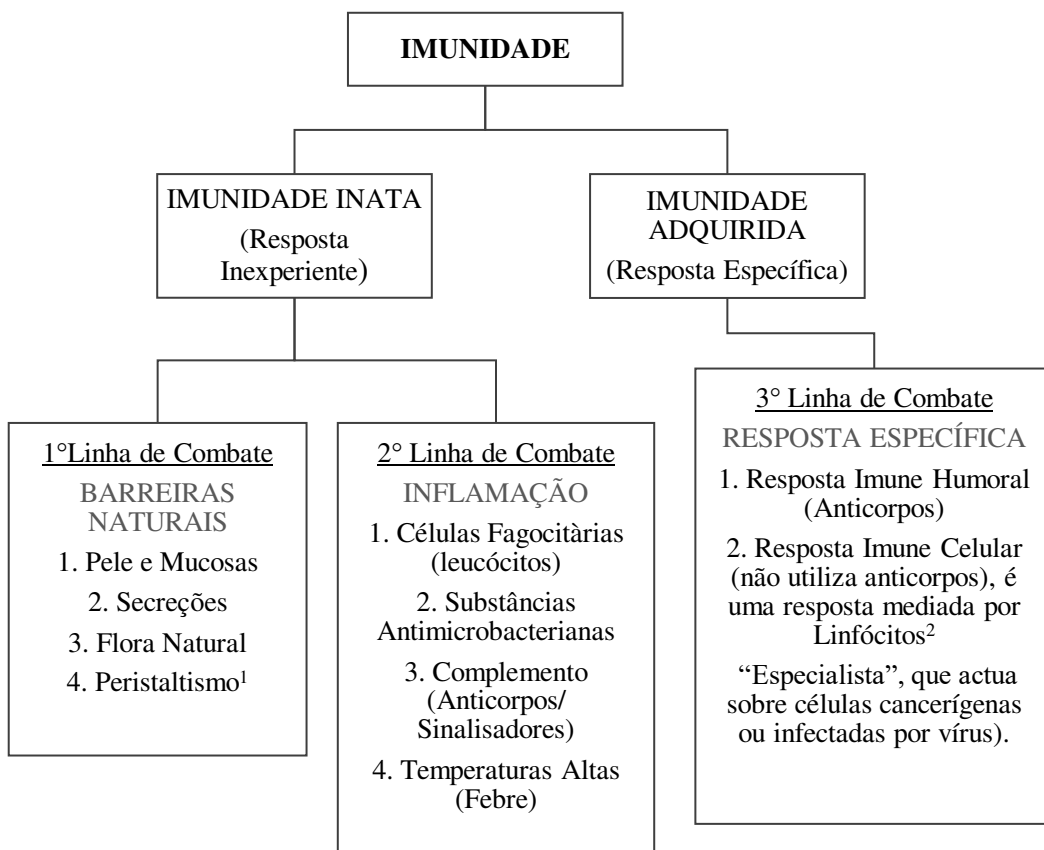 IMUNIDADE
IMUNIDADE INATA
(Resposta
Inexperiente)
IMUNIDADE
ADQUIRIDA
(Resposta Específica)
1°Linha de Combate
BARREIRAS
NATURAIS
1. Pele e Mucosas
2. Secreções
3. Flora Natural
4. Peristaltismo¹
2° Linha de Combate
INFLAMAÇÃO
1. Células Fagocitàrias
(leucócitos)
2. Substâncias
Antimicrobacterianas
3. Complemento
(Anticorpos/
Sinalisadores)
4. Temperaturas Altas
(Febre)
3° Linha de Combate
RESPOSTA ESPECÍFICA
1. Resposta Imune Humoral
(Anticorpos)
2. Resposta Imune Celular
(não utiliza anticorpos), é
uma resposta mediada por
Linfócitos²
“Especialista”, que actua
sobre células cancerígenas
ou infectadas por vírus).